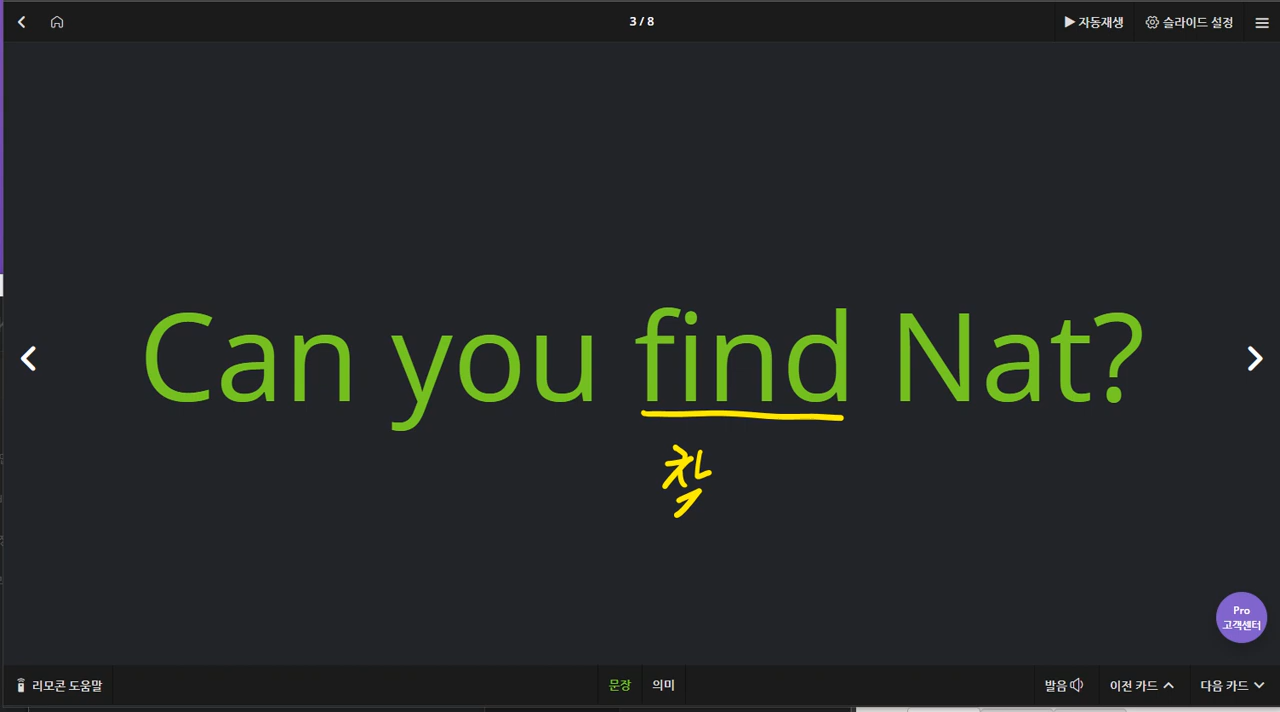 3 / 8
자동재생
슬라이드 설정
Can you find Nat?
찾
Pro
고객센터
리모콘 도움말
문장
의미
발음
이전 카드
다음 카드